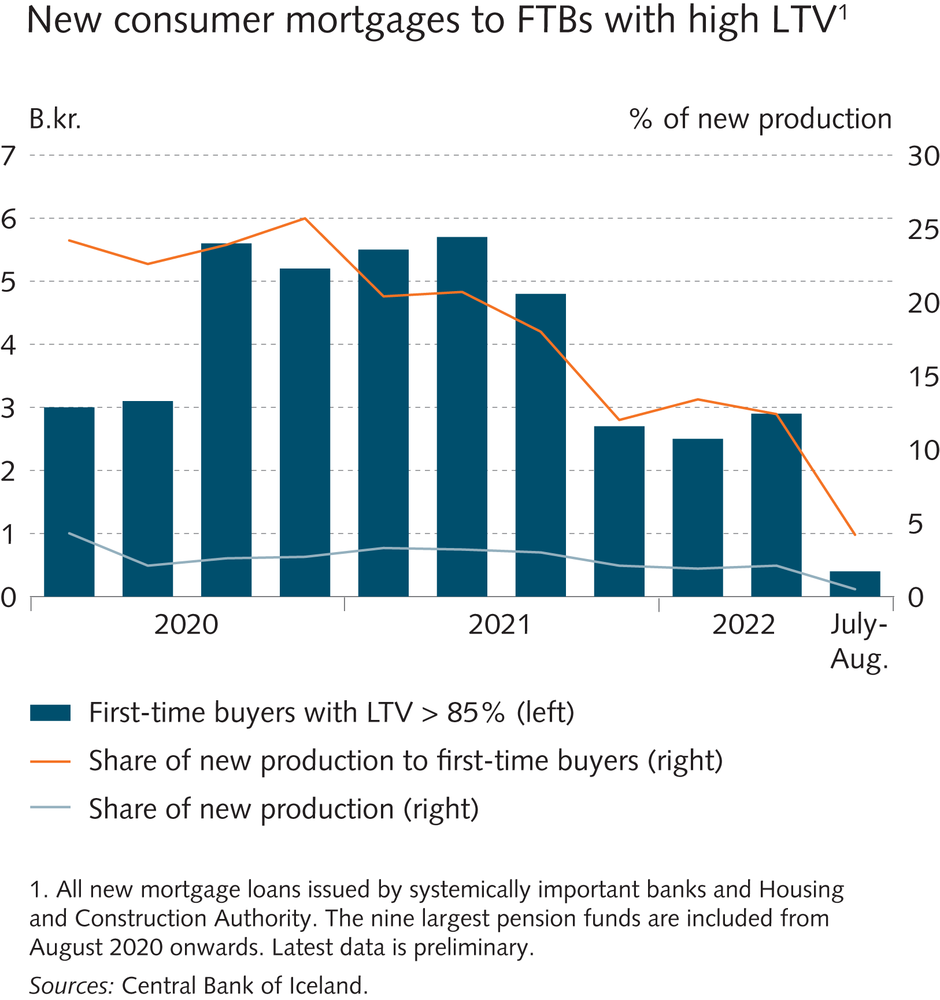 New consumer mortgages to FTBs with high LTV¹
B.kr.
% of new production
7
30
6
25
5
20
4
15
3
10
2
5
1
0
0
2020
2021
2022
July-
Aug.
First-time buyers with LTV > 85% (left)
Share of new production to first-time buyers (right)
Share of new production (right)
1. All new mortgage loans issued by systemically important banks and Housing
and Construction Authority. The nine largest pension funds are included from
August 2020 onwards. Latest data is preliminary.
Sources: Central Bank of Iceland.